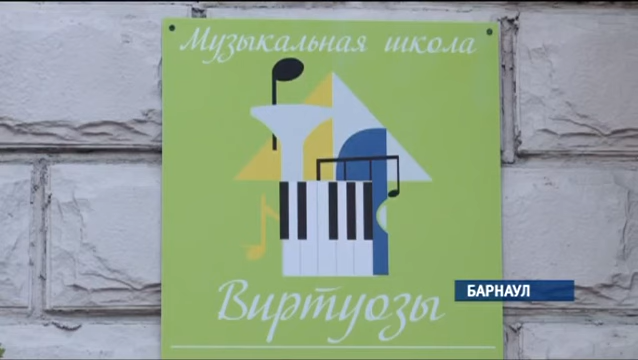 Музыкальная школа
Виртуозы
БАРНАУЛ